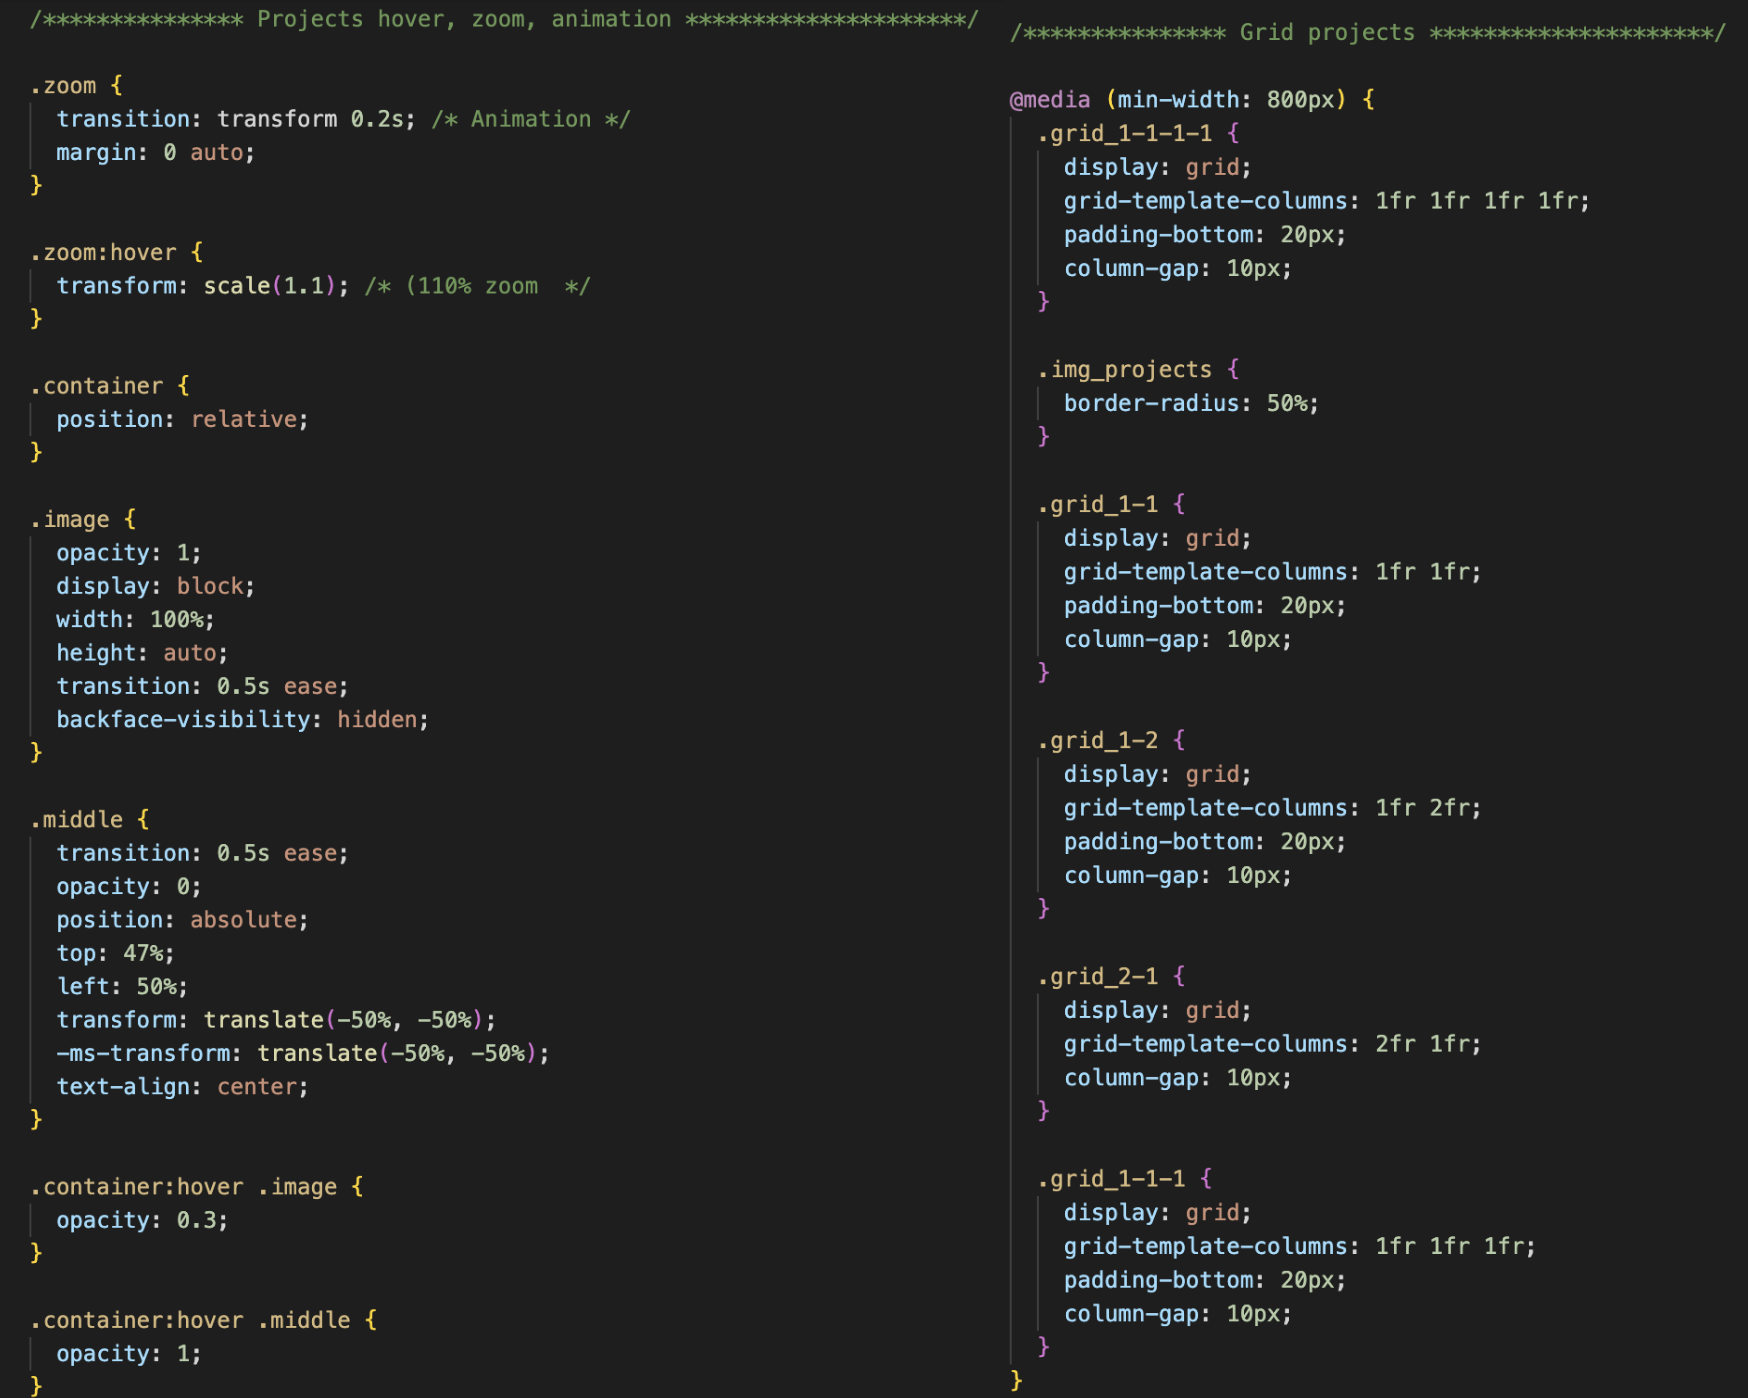 /*************** Projects hover, zoom, animation *********************/

.zoom {
  transition: transform 0.2s; /* Animation */
  margin: 0 auto;
}

.zoom:hover {
  transform: scale(1.1); /* (110% zoom  */
}

.container {
  position: relative;
}

.image {
  opacity: 1;
  display: block;
  width: 100%;
  height: auto;
  transition: 0.5s ease;
  backface-visibility: hidden;
}

.middle {
  transition: 0.5s ease;
  opacity: 0;
  position: absolute;
  top: 47%;
  left: 50%;
  transform: translate(-50%, -50%);
  -ms-transform: translate(-50%, -50%);
  text-align: center;
}

.container:hover .image {
  opacity: 0.3;
}

.container:hover .middle {
  opacity: 1;
}

/*************** Grid projects *********************/

@media (min-width: 800px) {
  .grid_1-1-1-1 {
    display: grid;
    grid-template-columns: 1fr 1fr 1fr 1fr;
    padding-bottom: 20px;
    column-gap: 10px;
  }

  .img_projects {
    border-radius: 50%;
  }

  .grid_1-1 {
    display: grid;
    grid-template-columns: 1fr 1fr;
    padding-bottom: 20px;
    column-gap: 10px;
  }

  .grid_1-2 {
    display: grid;
    grid-template-columns: 1fr 2fr;
    padding-bottom: 20px;
    column-gap: 10px;
  }

  .grid_2-1 {
    display: grid;
    grid-template-columns: 2fr 1fr;
    column-gap: 10px;
  }

  .grid_1-1-1 {
    display: grid;
    grid-template-columns: 1fr 1fr 1fr;
    padding-bottom: 20px;
    column-gap: 10px;
  }
}